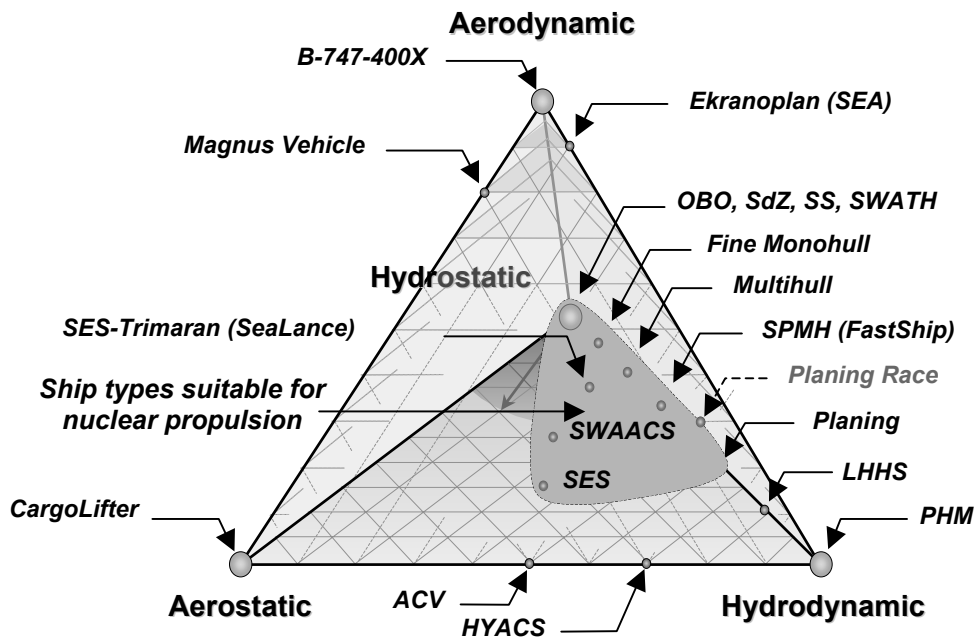 Aerodynamic
B-747-400X
Ekranoplan (SEA)
Magnus Vehicle
OBO, SdZ, SS, SWATH
Fine Monohull
Hydrostatic
Multihull
SES-Trimaran (SeaLance)
SPMH (FastShip)
Planing Race
Ship types suitable for
nuclear propulsion
Planing
SWAACS
LHHS
SES
CargoLifter
PHM
ACV
Aerostatic
Hydrodynamic
HYACS